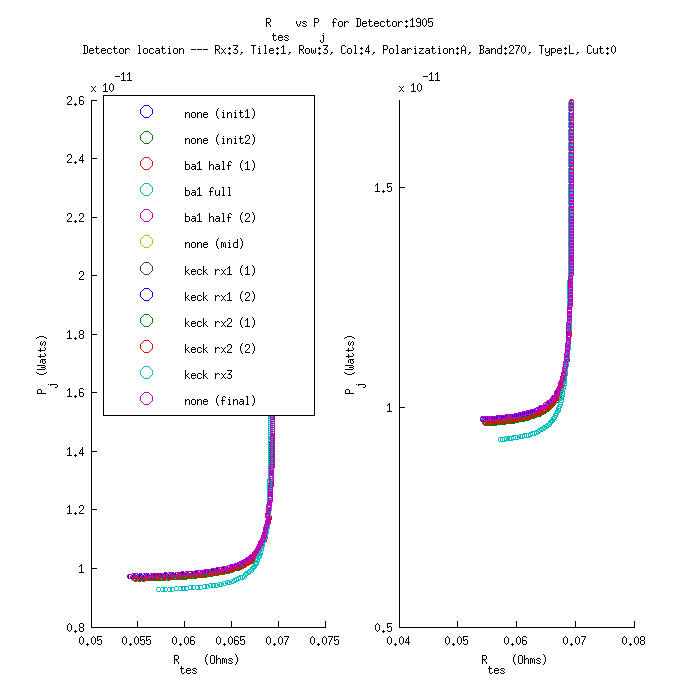 R    vs P  for Detector:1905
tes    j
Detector location --- Rx:3, Tile:1, Row:3, Col:4, Polarization:A, Band:270, Type:L, Cut:0
x 10^-11
2.6
2.4
2.2
2
1.8
1.6
1.4
1.2
1
0.8
P_j (Watts)
none (init1)
none (init2)
ba1 half (1)
ba1 full
ba1 half (2)
none (mid)
keck rx1 (1)
keck rx1 (2)
keck rx2 (1)
keck rx2 (2)
keck rx3
none (final)
0.05 0.055 0.06 0.065 0.07 0.075
R_tes (Ohms)
x 10^-11
1.5
1
0.5
P_j (Watts)
0.04 0.05 0.06 0.07 0.08
R_tes (Ohms)